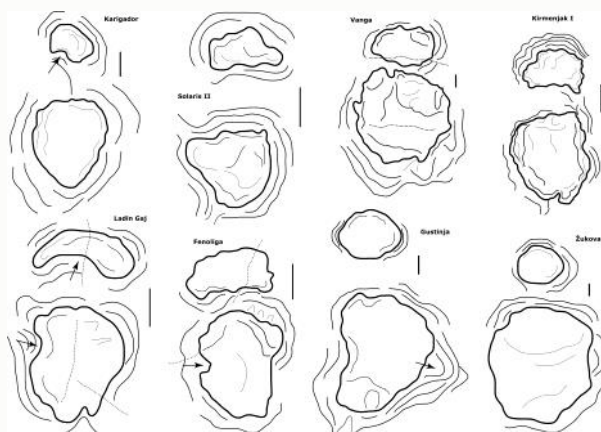 Karigador
Solaris II
Vanga
Kirmenjak I
Ladin Gaj
Fenoliga
Gustinja
Žukova